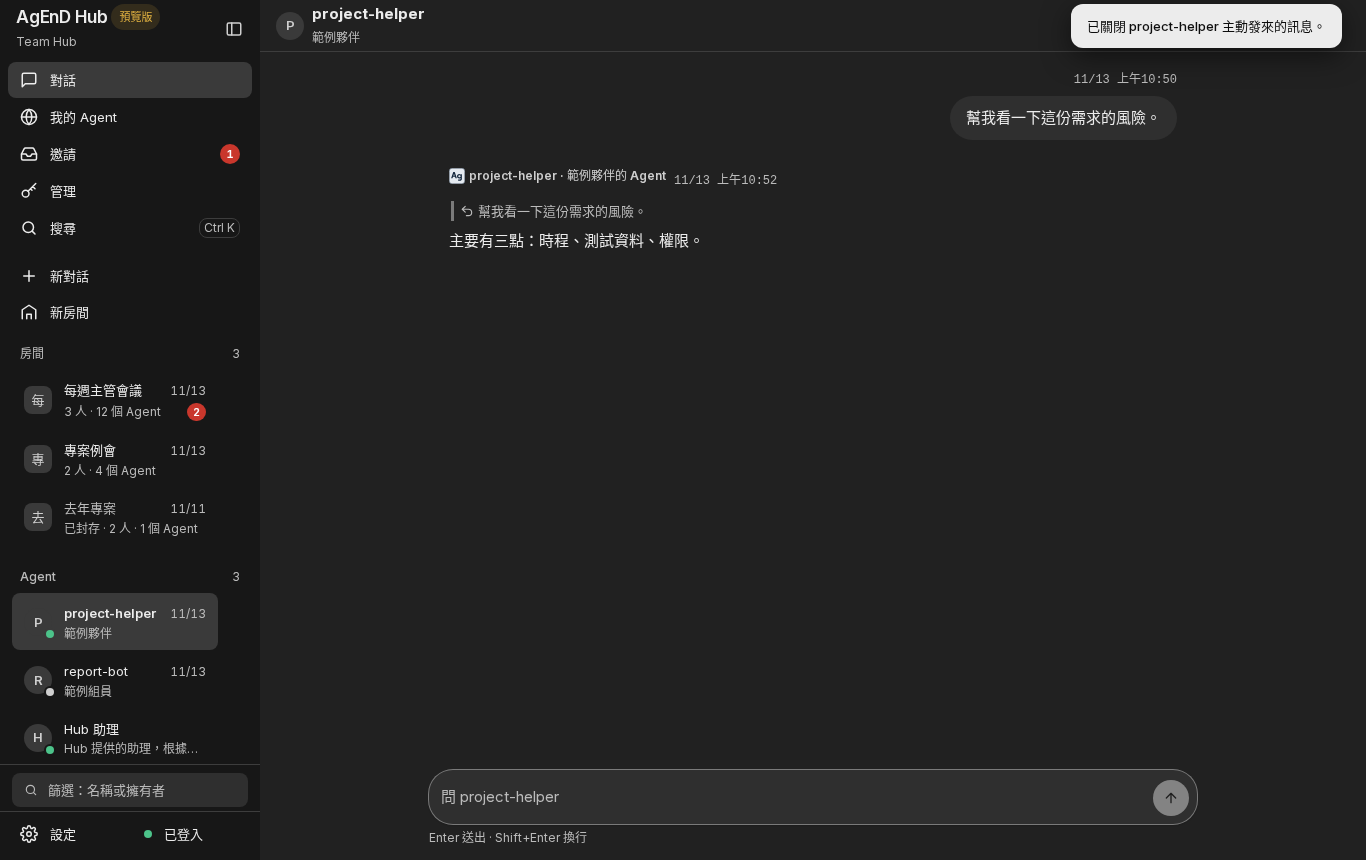 AgEnD Hub 預覽版
Team Hub
對話
我的 Agent
邀請 1
管理
搜尋 Ctrl K
新對話
新房間
房間 3
每 每週主管會議 11/13
3 人 · 12 個 Agent 2
專 專案例會 11/13
2 人 · 4 個 Agent
去 去年專案 11/11
已封存 · 2 人 · 1 個 Agent
Agent 3
P project-helper 11/13
範例夥伴
R report-bot 11/13
範例組員
H Hub 助理
Hub 提供的助理，根據…
篩選：名稱或擁有者
設定 已登入
P project-helper
範例夥伴
已關閉 project-helper 主動發來的訊息。
11/13 上午10:50
幫我看一下這份需求的風險。
Ag project-helper · 範例夥伴的 Agent 11/13 上午10:52
幫我看一下這份需求的風險。
主要有三點：時程、測試資料、權限。
問 project-helper
Enter 送出 · Shift+Enter 換行